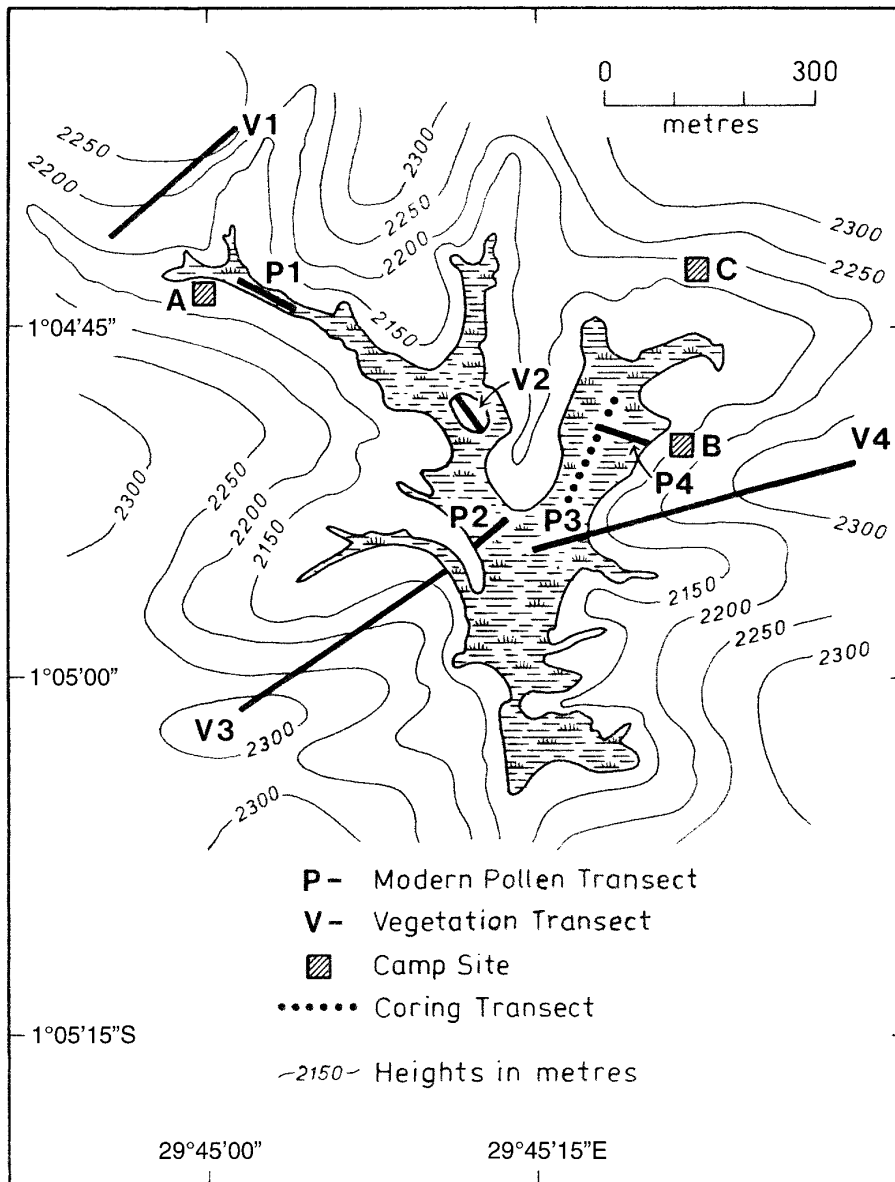 0 300
metres
V1
2250
2200
2300
2250
2200
2300
2250
C
P1
A
1°04'45"
2150
2200
2150
V2
B
V4
P4
P3
P2
2300
2250
2200
2150
2300
2150
2200
2250
2300
1°05'00"
V3
2300
2300
P – Modern Pollen Transect
V – Vegetation Transect
Camp Site
Coring Transect
1°05'15"S
2150 Heights in metres
29°45'00" 29°45'15"E